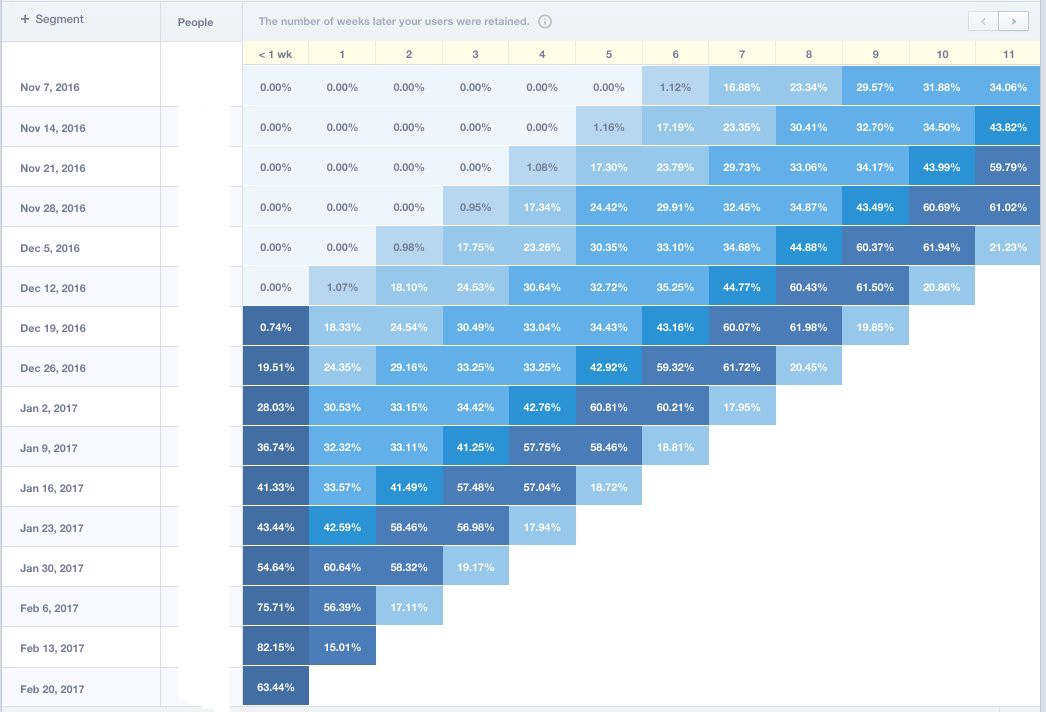 + Segment People The number of weeks later your users were retained. i < >
< 1 wk 1 2 3 4 5 6 7 8 9 10 11
Nov 7, 2016 0.00% 0.00% 0.00% 0.00% 0.00% 0.00% 1.12% 16.88% 23.34% 29.57% 31.88% 34.06%
Nov 14, 2016 0.00% 0.00% 0.00% 0.00% 0.00% 1.16% 17.19% 23.35% 30.41% 32.70% 34.50% 43.82%
Nov 21, 2016 0.00% 0.00% 0.00% 0.00% 1.08% 17.30% 23.79% 29.73% 33.06% 34.17% 43.99% 59.79%
Nov 28, 2016 0.00% 0.00% 0.00% 0.95% 17.34% 24.42% 29.91% 32.45% 34.87% 43.49% 60.69% 61.02%
Dec 5, 2016 0.00% 0.00% 0.98% 17.75% 23.26% 30.35% 33.10% 34.68% 44.88% 60.37% 61.94% 21.23%
Dec 12, 2016 0.00% 1.07% 18.10% 24.53% 30.64% 32.72% 35.25% 44.77% 60.43% 61.50% 20.86%
Dec 19, 2016 0.74% 18.33% 24.54% 30.49% 33.04% 34.43% 43.16% 60.07% 61.98% 19.85%
Dec 26, 2016 19.51% 24.35% 29.16% 33.25% 33.25% 42.92% 59.32% 61.72% 20.45%
Jan 2, 2017 28.03% 30.53% 33.15% 34.42% 42.76% 60.81% 60.21% 17.95%
Jan 9, 2017 36.74% 32.32% 33.11% 41.25% 57.75% 58.46% 18.81%
Jan 16, 2017 41.33% 33.57% 41.49% 57.48% 57.04% 18.72%
Jan 23, 2017 43.44% 42.59% 58.46% 56.98% 17.94%
Jan 30, 2017 54.64% 60.64% 58.32% 19.17%
Feb 6, 2017 75.71% 56.39% 17.11%
Feb 13, 2017 82.15% 15.01%
Feb 20, 2017 63.44%